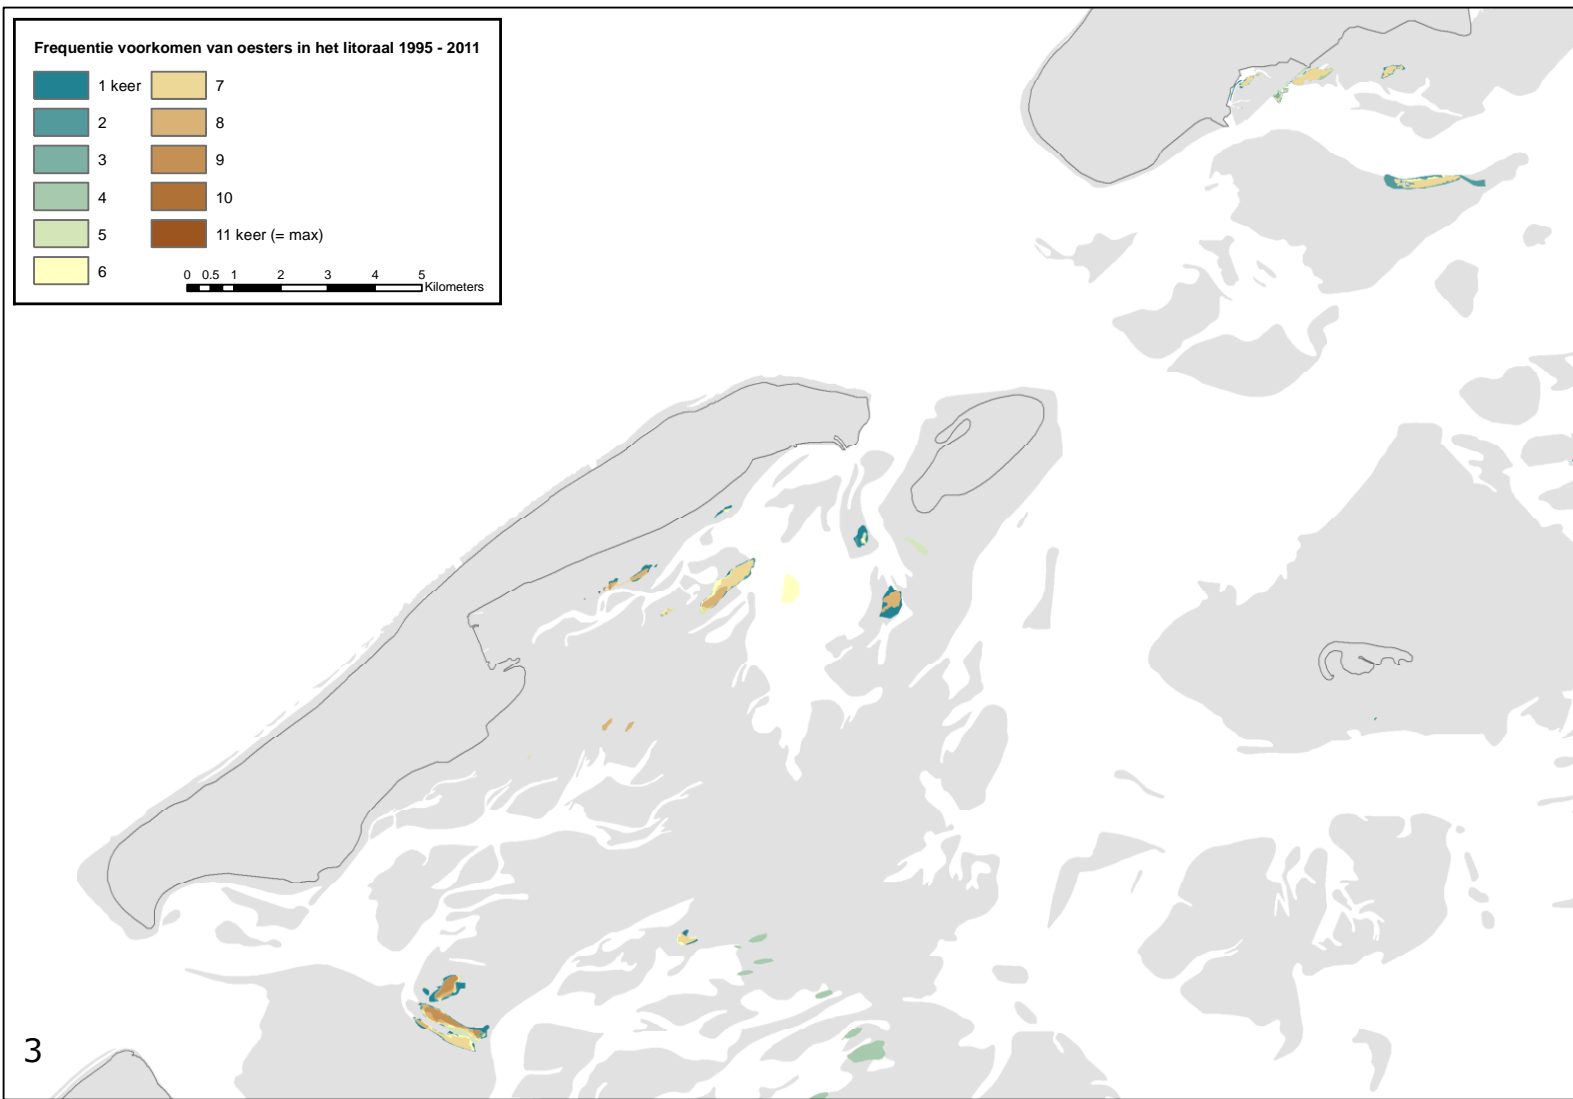 Frequentie voorkomen van oesters in het litoraal 1995 - 2011
1 keer
2
3
4
5
6
7
8
9
10
11 keer (= max)
0 0.5 1 2 3 4 5
Kilometers
3